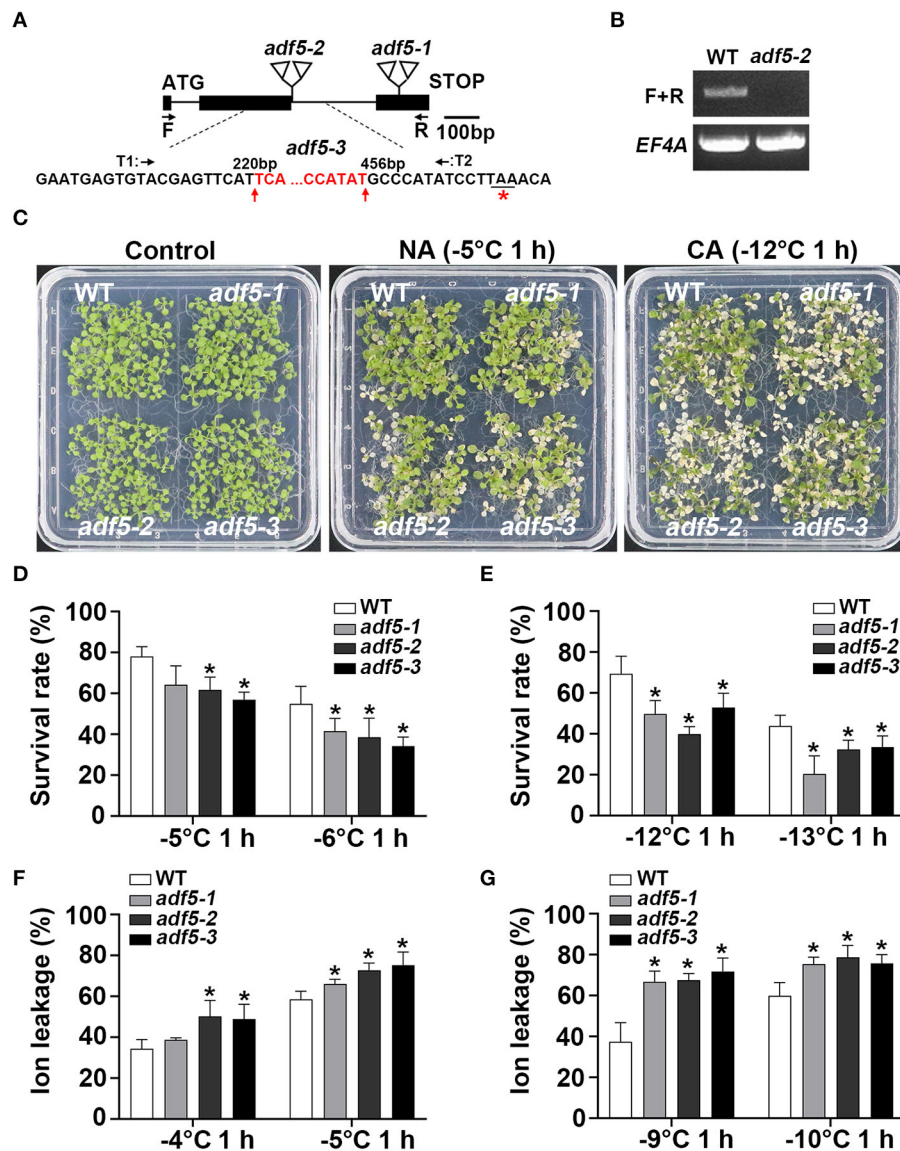 A
adf5-2 adf5-1
ATG STOP
F R 100bp
adf5-3
T1: 220bp 456bp :T2
GAATGAGTGTACGAGTTCATTCA ...CCATATGCCCATATCCTTAAACA
*
B
WT adf5-2
F+R
EF4A
C
Control NA (-5°C 1 h) CA (-12°C 1 h)
WT adf5-1 WT adf5-1 WT adf5-1
adf5-2 adf5-3 adf5-2 adf5-3 adf5-2 adf5-3
D
Survival rate (%)
100
80
60
40
20
0
WT
adf5-1
adf5-2
adf5-3
* * * * *
-5°C 1 h -6°C 1 h
E
Survival rate (%)
100
80
60
40
20
0
WT
adf5-1
adf5-2
adf5-3
* * * * * *
-12°C 1 h -13°C 1 h
F
Ion leakage (%)
100
80
60
40
20
0
WT
adf5-1
adf5-2
adf5-3
* * * * *
-4°C 1 h -5°C 1 h
G
Ion leakage (%)
100
80
60
40
20
0
WT
adf5-1
adf5-2
adf5-3
* * * * * *
-9°C 1 h -10°C 1 h